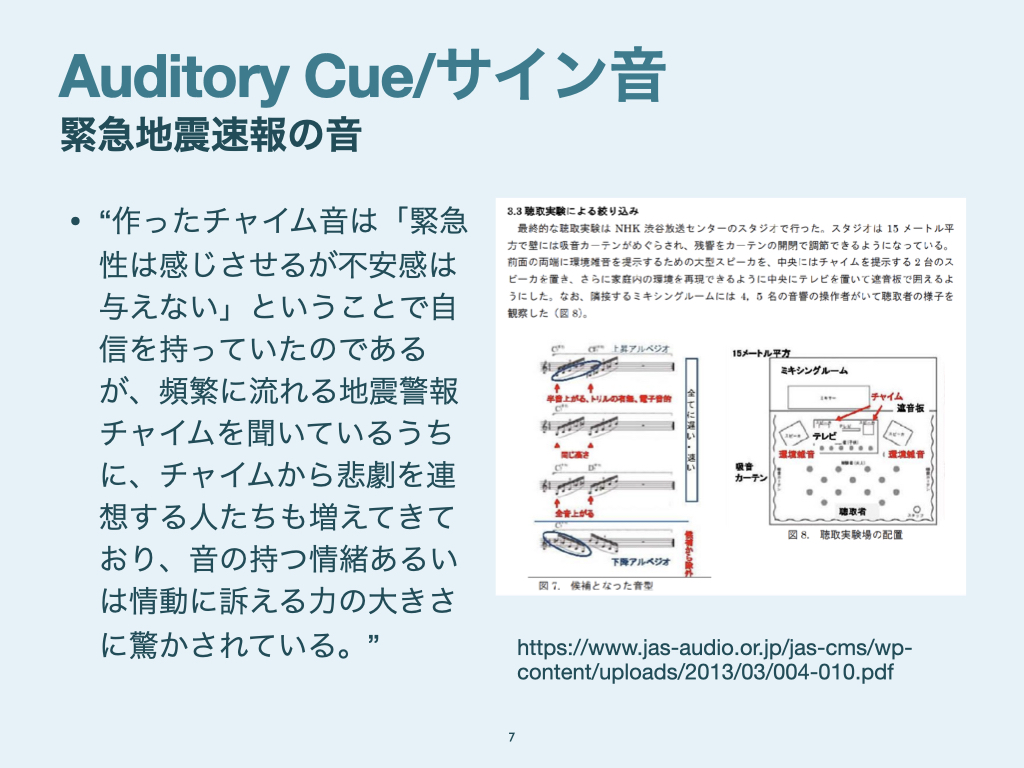 Auditory Cue/サイン音
緊急地震速報の音
• “作ったチャイム音は「緊急
性は感じさせるが不安感は
与えない」ということで自
信を持っていたのである
が、頻繁に流れる地震警報
チャイムを聞いているうち
に、チャイムから悲劇を連
想する人たちも増えてきて
おり、音の持つ情緒あるい
は情動に訴える力の大きさ
に驚かされている。”
3.3 聴取実験による絞り込み
最終的な聴取実験は NHK 渋谷放送センターのスタジオで行った。スタジオは 15 メートル平
方で壁には吸音カーテンがめぐらされ、残響をカーテンの開閉で調節できるようになっている。
前面の両端に環境雑音を提示するための大型スピーカを、中央にはチャイムを提示する 2 台のス
ピーカを置き、さらに家庭内の環境を再現できるように中央にテレビを置いて遮音板で囲えるよ
うにした。なお、隣接するミキシングルームには 4, 5 名の音響の操作者がいて聴取者の様子を
観察した（図 8）。
上昇アルペジオ
半音上がる、トリルの有無、電子音的
同じ高さ
全音上がる
下降アルペジオ
全てに遅い・速い
候補から除外
図 7. 候補となった音型
15メートル平方
ミキシングルーム
ミキサー
チャイム
遮音板
スピーカ
テレビ
スピーカ
環境雑音
環境雑音
吸音
カーテン
聴取者
図 8. 聴取実験場の配置
https://www.jas-audio.or.jp/jas-cms/wp-
content/uploads/2013/03/004-010.pdf
7